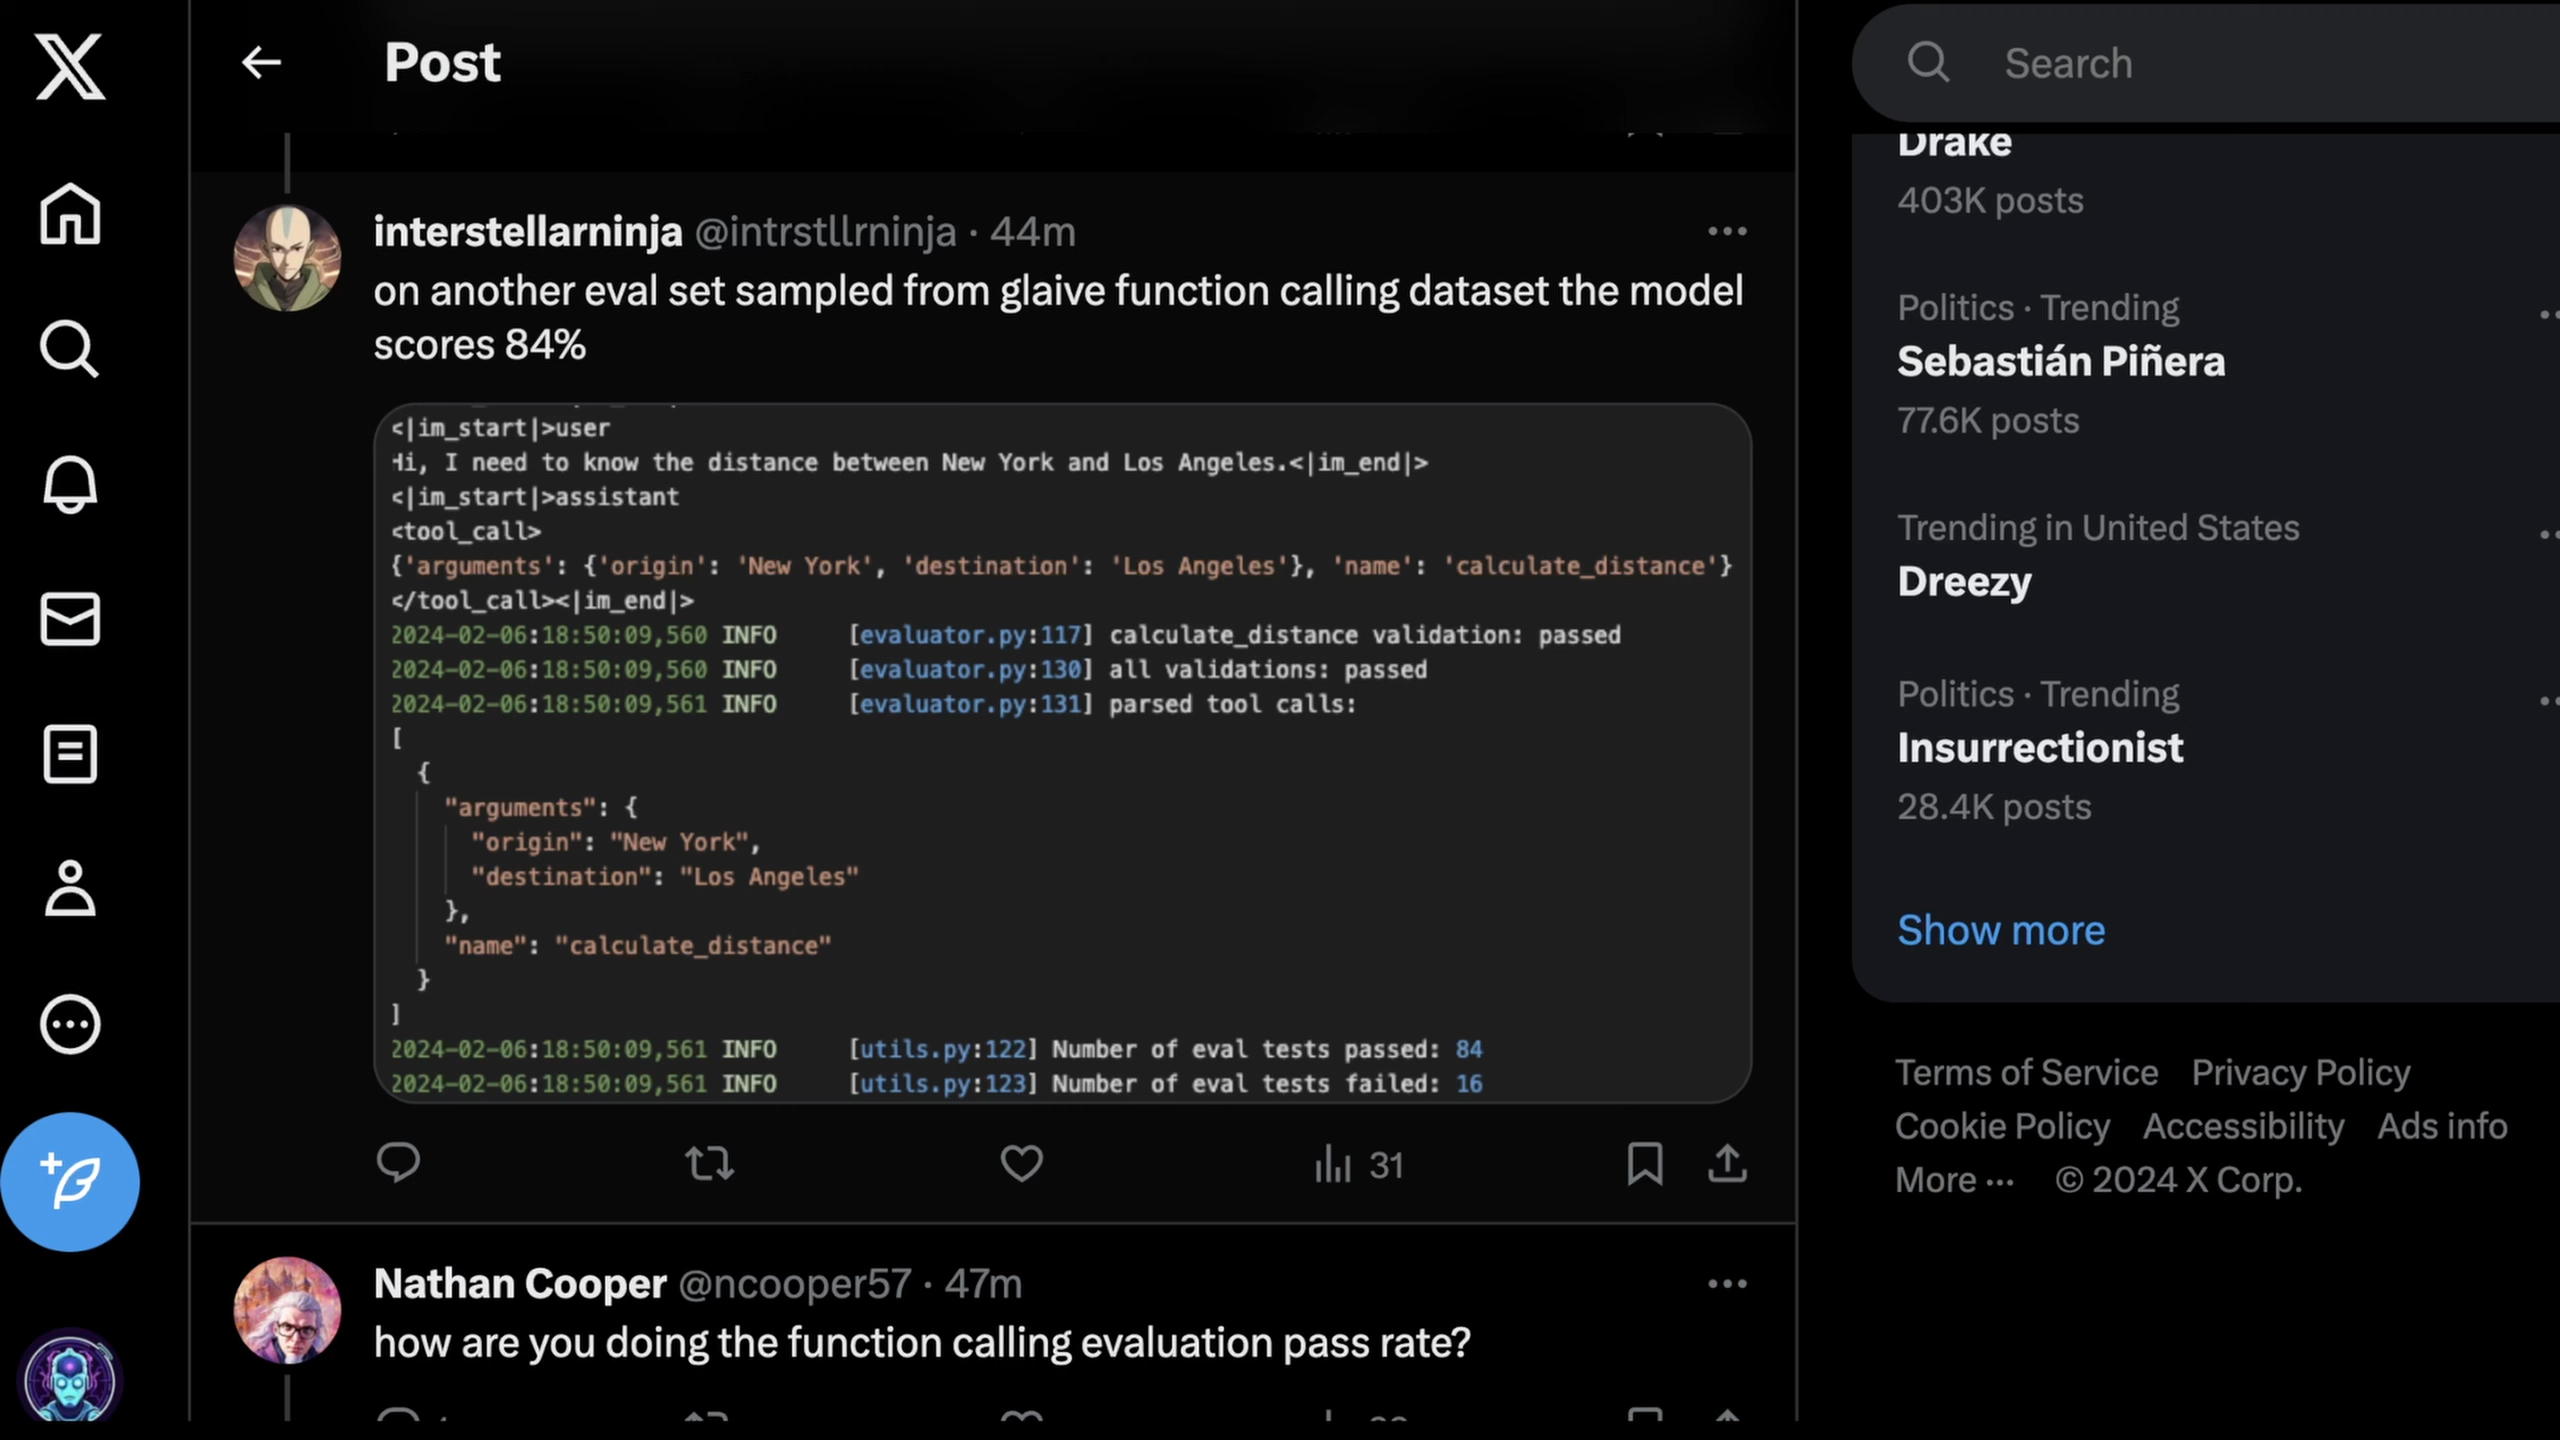 Post
interstellarninja @intrstllrninja · 44m
on another eval set sampled from glaive function calling dataset the model
scores 84%
<|im_start|>user
Hi, I need to know the distance between New York and Los Angeles.<|im_end|>
<|im_start|>assistant
<tool_call>
{'arguments': {'origin': 'New York', 'destination': 'Los Angeles'}, 'name': 'calculate_distance'}
</tool_call><|im_end|>
2024-02-06:18:50:09,560 INFO [evaluator.py:117] calculate_distance validation: passed
2024-02-06:18:50:09,560 INFO [evaluator.py:130] all validations: passed
2024-02-06:18:50:09,561 INFO [evaluator.py:131] parsed tool calls:
[
{
"arguments": {
"origin": "New York",
"destination": "Los Angeles"
},
"name": "calculate_distance"
}
]
2024-02-06:18:50:09,561 INFO [utils.py:122] Number of eval tests passed: 84
2024-02-06:18:50:09,561 INFO [utils.py:123] Number of eval tests failed: 16
31
Nathan Cooper @ncooper57 · 47m
how are you doing the function calling evaluation pass rate?
Search
Drake
403K posts
Politics · Trending
Sebastián Piñera
77.6K posts
Trending in United States
Dreezy
Politics · Trending
Insurrectionist
28.4K posts
Show more
Terms of Service Privacy Policy
Cookie Policy Accessibility Ads info
More ··· © 2024 X Corp.